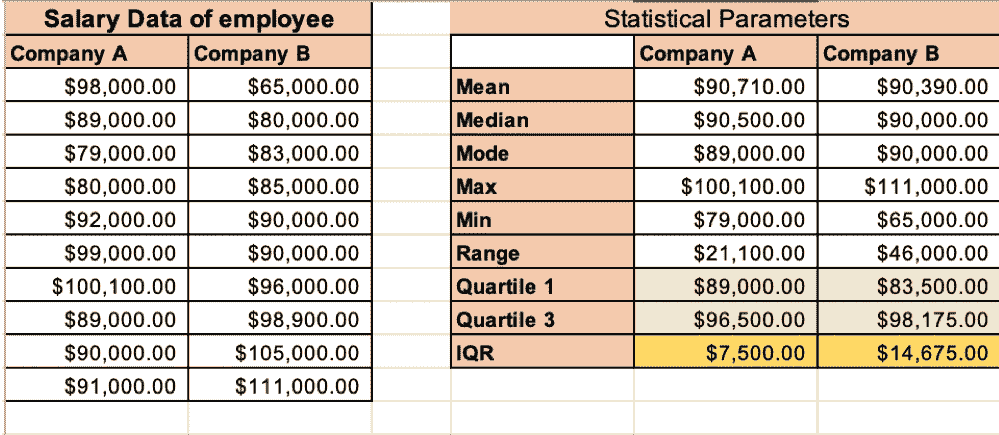 Salary Data of employee Statistical Parameters
Company A Company B Company A Company B
$98,000.00 $65,000.00 Mean $90,710.00 $90,390.00
$89,000.00 $80,000.00 Median $90,500.00 $90,000.00
$79,000.00 $83,000.00 Mode $89,000.00 $90,000.00
$80,000.00 $85,000.00 Max $100,100.00 $111,000.00
$92,000.00 $90,000.00 Min $79,000.00 $65,000.00
$99,000.00 $90,000.00 Range $21,100.00 $46,000.00
$100,100.00 $96,000.00 Quartile 1 $89,000.00 $83,500.00
$89,000.00 $98,900.00 Quartile 3 $96,500.00 $98,175.00
$90,000.00 $105,000.00 IQR $7,500.00 $14,675.00
$91,000.00 $111,000.00